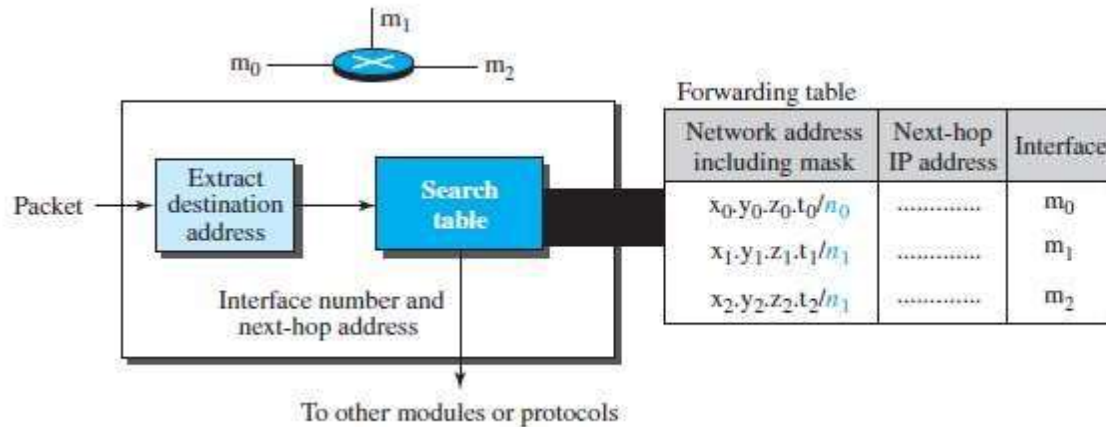 m₁
m₀
m₂
Forwarding table
Network address including mask
Next-hop IP address
Interface
Packet
Extract destination address
Search table
x₀.y₀.z₀.t₀/n₀ ............. m₀
x₁.y₁.z₁.t₁/n₁ ............. m₁
x₂.y₂.z₂.t₂/n₁ ............. m₂
Interface number and
next-hop address
To other modules or protocols